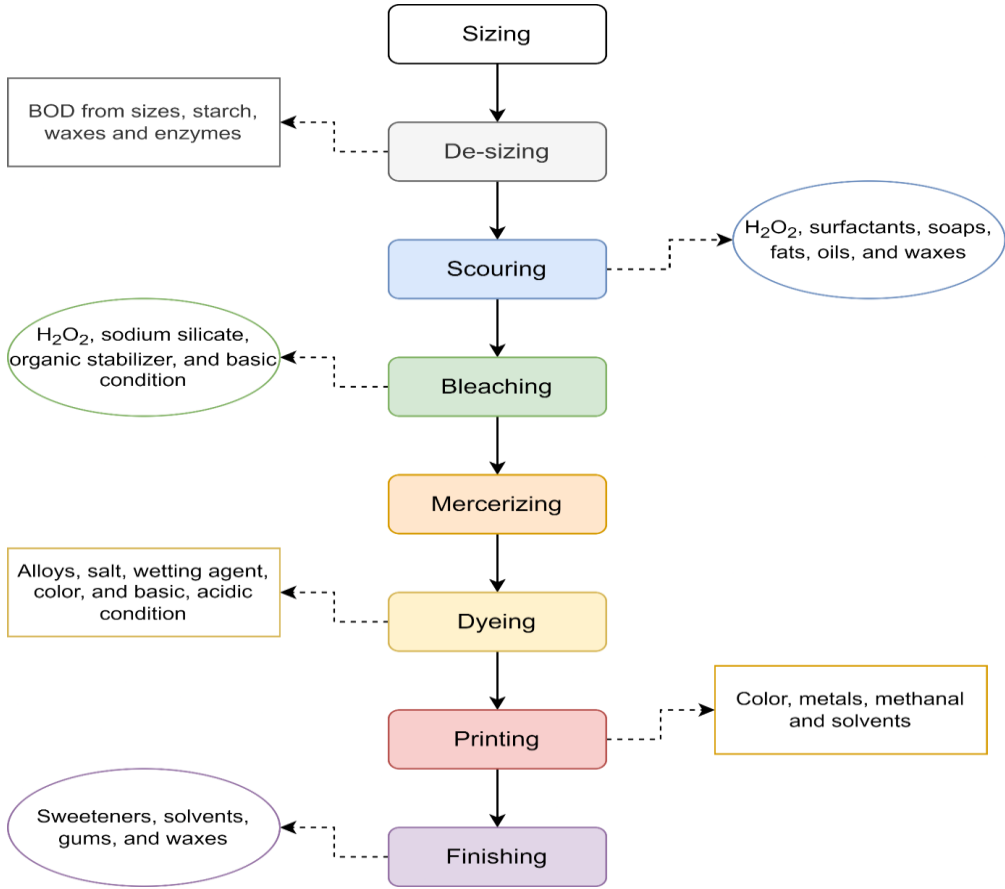 Sizing
BOD from sizes, starch,
waxes and enzymes
De-sizing
H₂O₂, surfactants, soaps,
fats, oils, and waxes
Scouring
H₂O₂, sodium silicate,
organic stabilizer, and basic
condition
Bleaching
Mercerizing
Alloys, salt, wetting agent,
color, and basic, acidic
condition
Dyeing
Color, metals, methanal
and solvents
Printing
Sweeteners, solvents,
gums, and waxes
Finishing